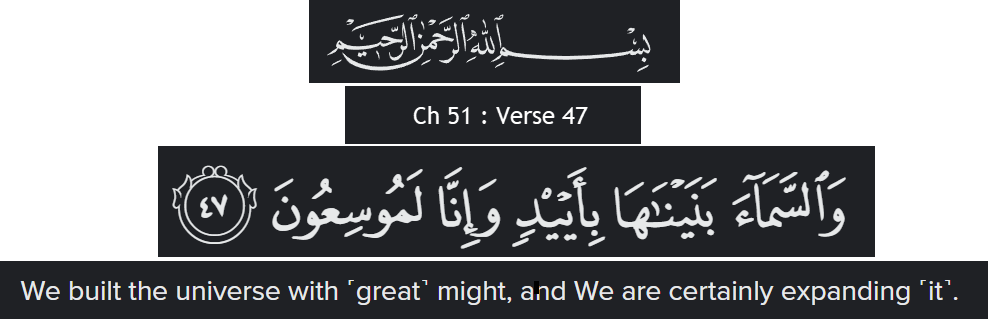 بِسْمِ ٱللَّهِ ٱلرَّحْمَٰنِ ٱلرَّحِيمِ
Ch 51 : Verse 47
وَٱلسَّمَآءَ بَنَيْنَـٰهَا بِأَيْي۟دٍ وَإِنَّا لَمُوسِعُونَ ٤٧
We built the universe with ˹great˺ might, and We are certainly expanding ˹it˺.